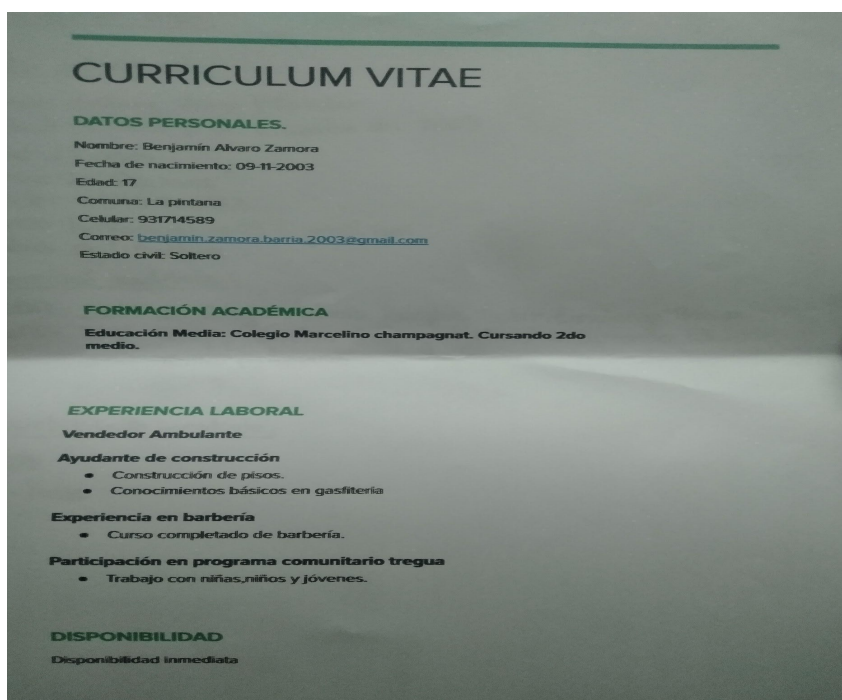 CURRICULUM VITAE
DATOS PERSONALES.
Nombre: Benjamín Alvaro Zamora
Fecha de nacimiento: 09-11-2003
Edad: 17
Comuna: La pintana
Celular: 931714589
Correo: benjamin.zamora.barria.2003@gmail.com
Estado civil: Soltero
FORMACIÓN ACADÉMICA
Educación Media: Colegio Marcelino champagnat. Cursando 2do
medio.
EXPERIENCIA LABORAL
Vendedor Ambulante
Ayudante de construcción
• Construcción de pisos.
• Conocimientos básicos en gasfitería
Experiencia en barbería
• Curso completado de barbería.
Participación en programa comunitario tregua
• Trabajo con niñas,niños y jóvenes.
DISPONIBILIDAD
Disponibilidad inmediata